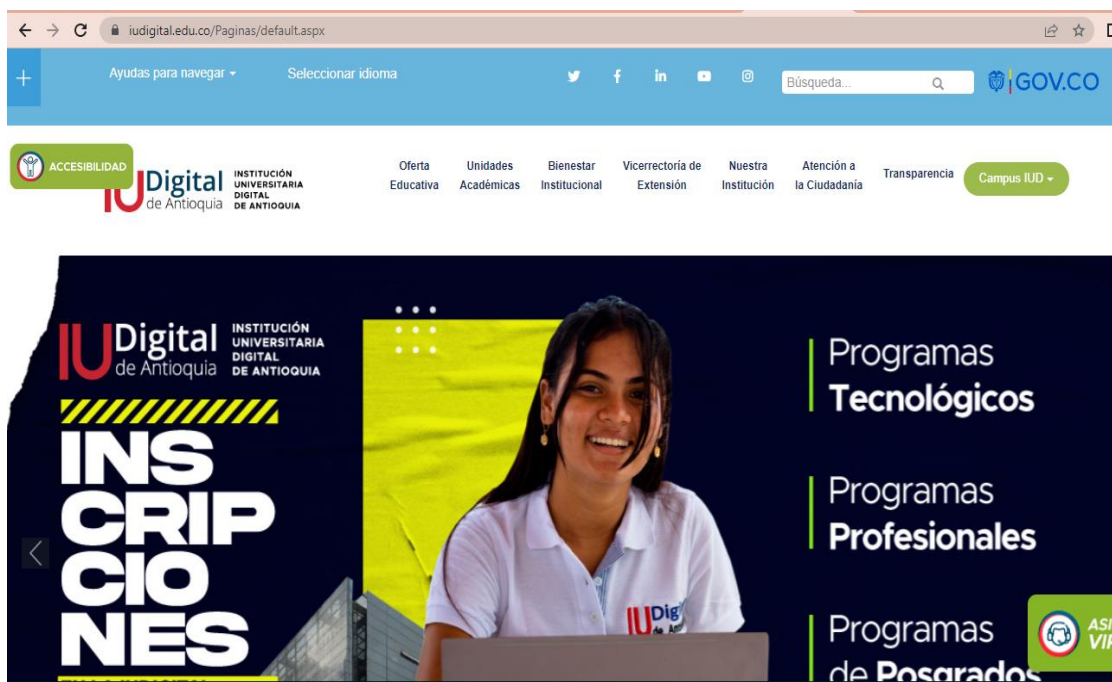 iudigital.edu.co/Paginas/default.aspx
Ayudas para navegar
Seleccionar idioma
Búsqueda...
GOV.CO
ACCESIBILIDAD
IUDigital
de Antioquia
INSTITUCIÓN
UNIVERSITARIA
DIGITAL
DE ANTIOQUIA
Oferta
Educativa
Unidades
Académicas
Bienestar
Institucional
Vicerrectoría de
Extensión
Nuestra
Institución
Atención a
la Ciudadanía
Transparencia
Campus IUD
IUDigital
de Antioquia
INSTITUCIÓN
UNIVERSITARIA
DIGITAL
DE ANTIOQUIA
INS
CRIP
CIO
NES
Programas
Tecnológicos
Programas
Profesionales
Programas
de Posgrados